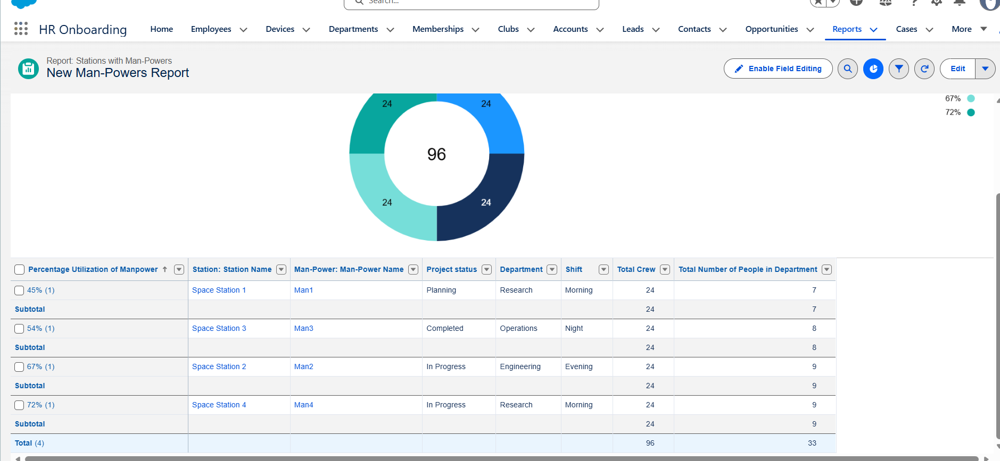 Search...
HR Onboarding Home Employees Devices Departments Memberships Clubs Accounts Leads Contacts Opportunities Reports Cases More
Report: Stations with Man-Powers
New Man-Powers Report
Enable Field Editing Edit
24 24 67%
72%
96
24 24
Percentage Utilization of Manpower ↑ Station: Station Name Man-Power: Man-Power Name Project status Department Shift Total Crew Total Number of People in Department
45% (1) Space Station 1 Man1 Planning Research Morning 24 7
Subtotal 24 7
54% (1) Space Station 3 Man3 Completed Operations Night 24 8
Subtotal 24 8
67% (1) Space Station 2 Man2 In Progress Engineering Evening 24 9
Subtotal 24 9
72% (1) Space Station 4 Man4 In Progress Research Morning 24 9
Subtotal 24 9
Total (4) 96 33